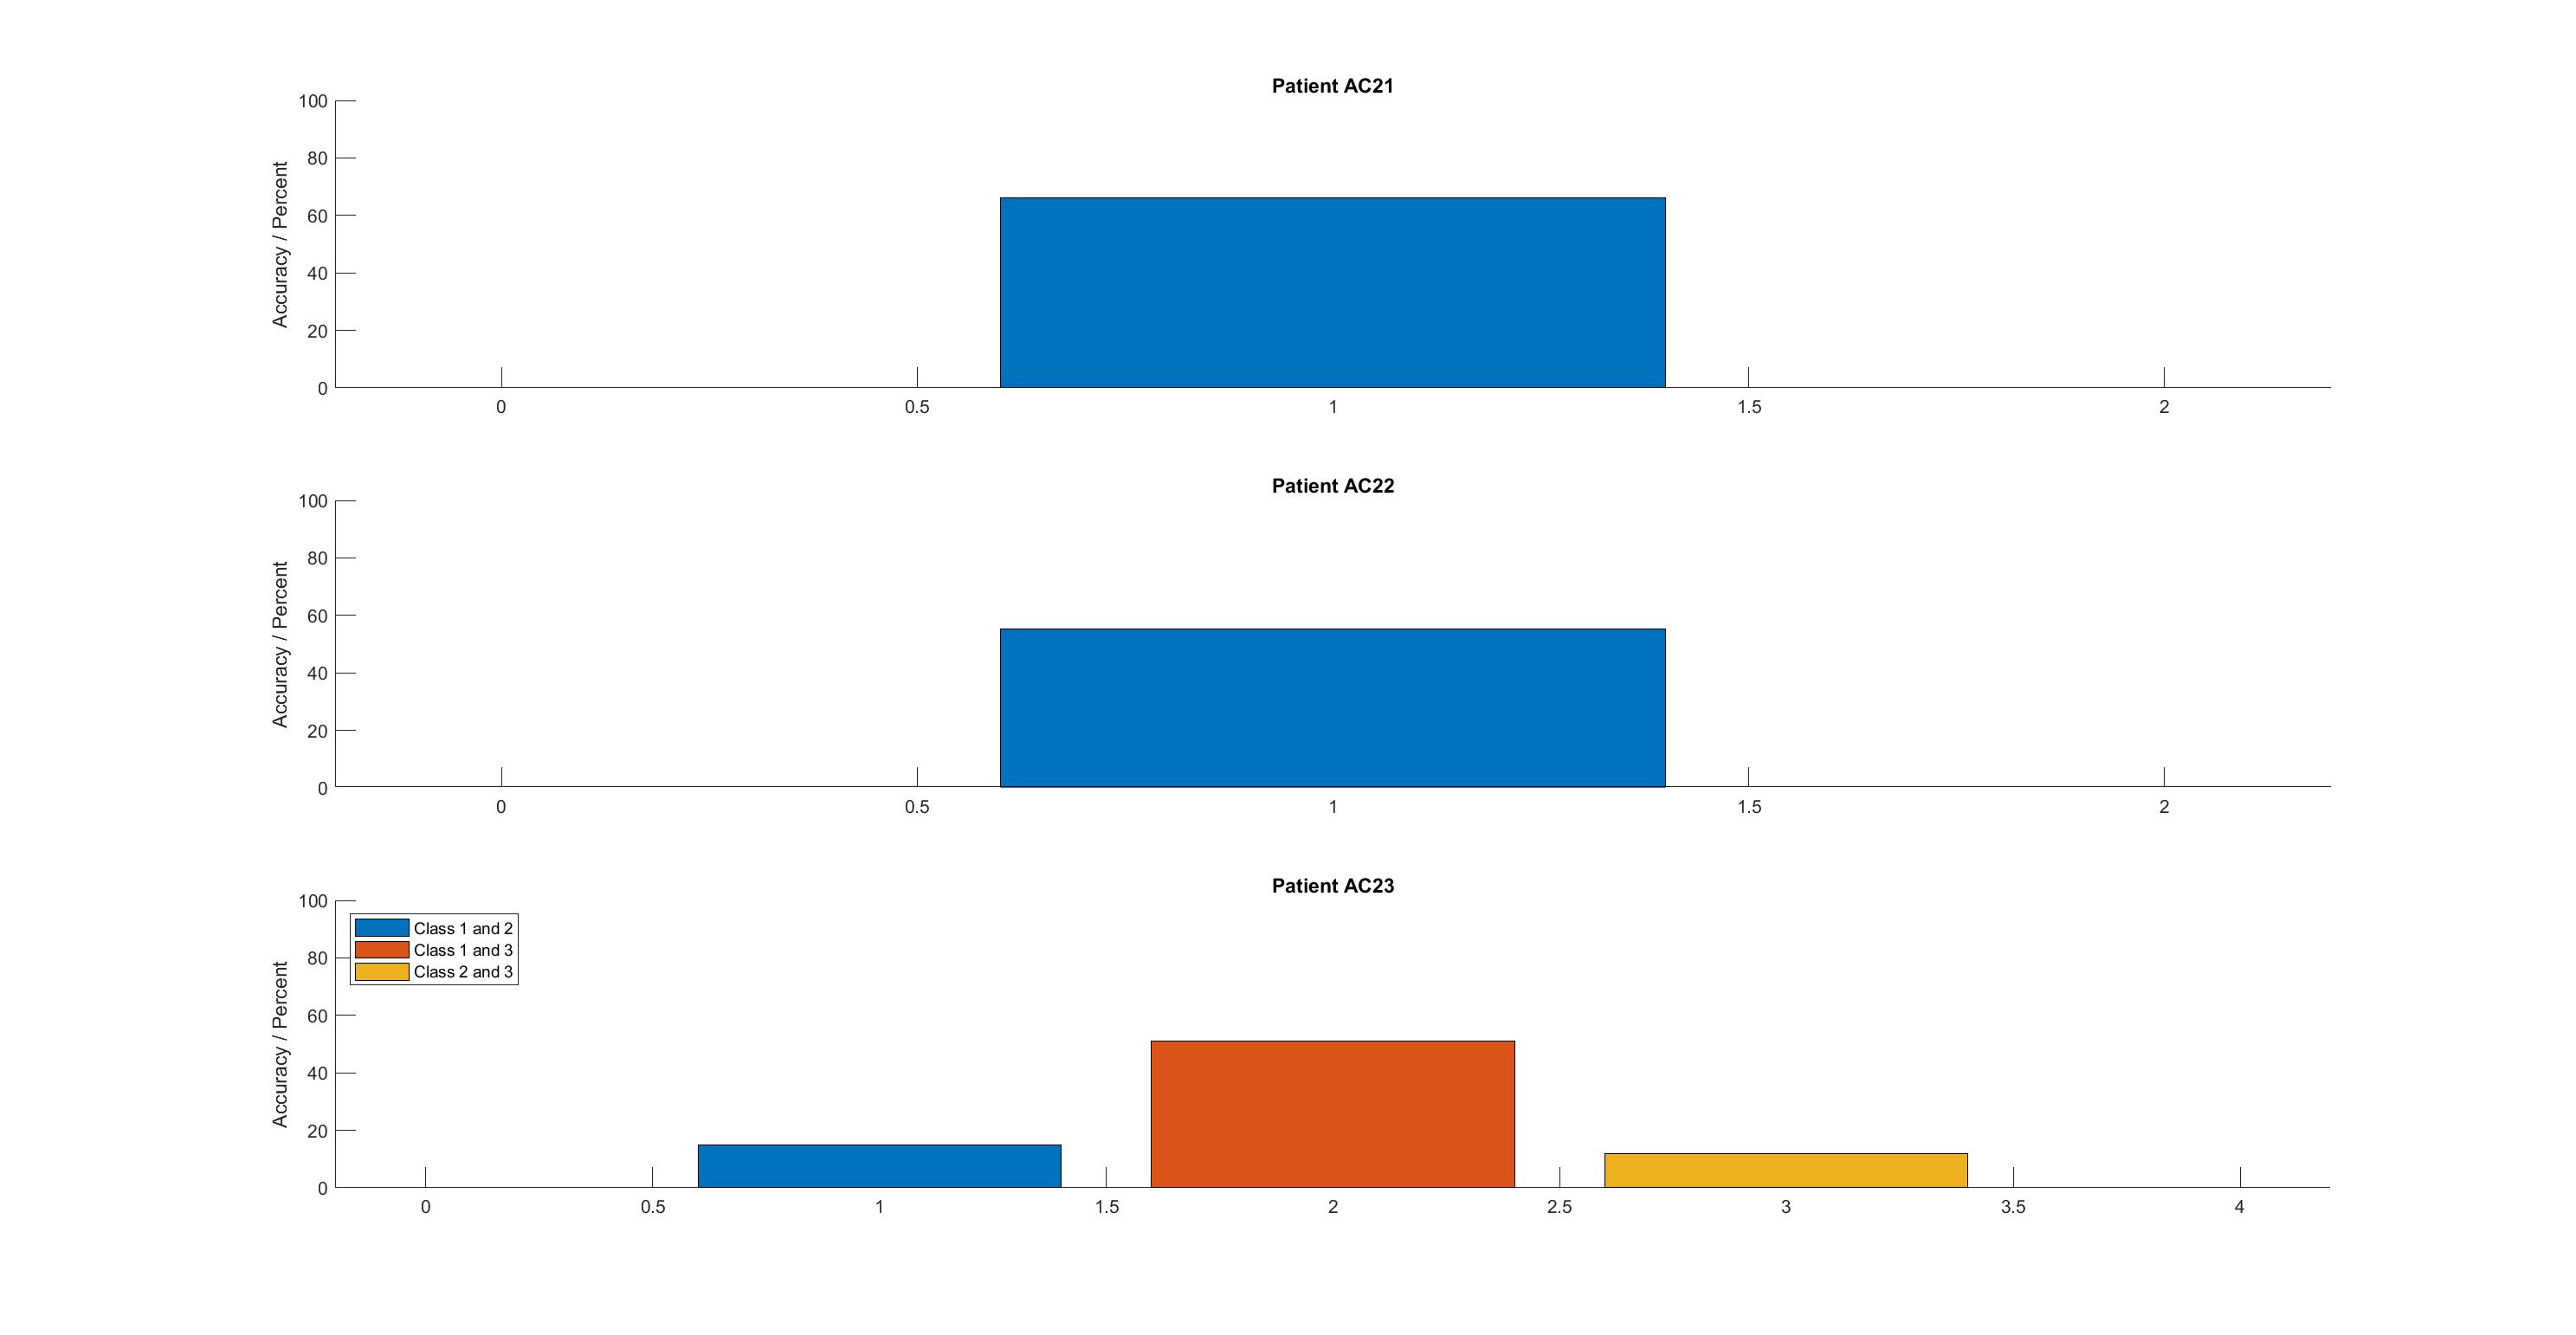 Patient AC21
Accuracy / Percent
100
80
60
40
20
0
0 0.5 1 1.5 2
Patient AC22
Accuracy / Percent
100
80
60
40
20
0
0 0.5 1 1.5 2
Patient AC23
Accuracy / Percent
100
80
60
40
20
0
Class 1 and 2
Class 1 and 3
Class 2 and 3
0 0.5 1 1.5 2 2.5 3 3.5 4